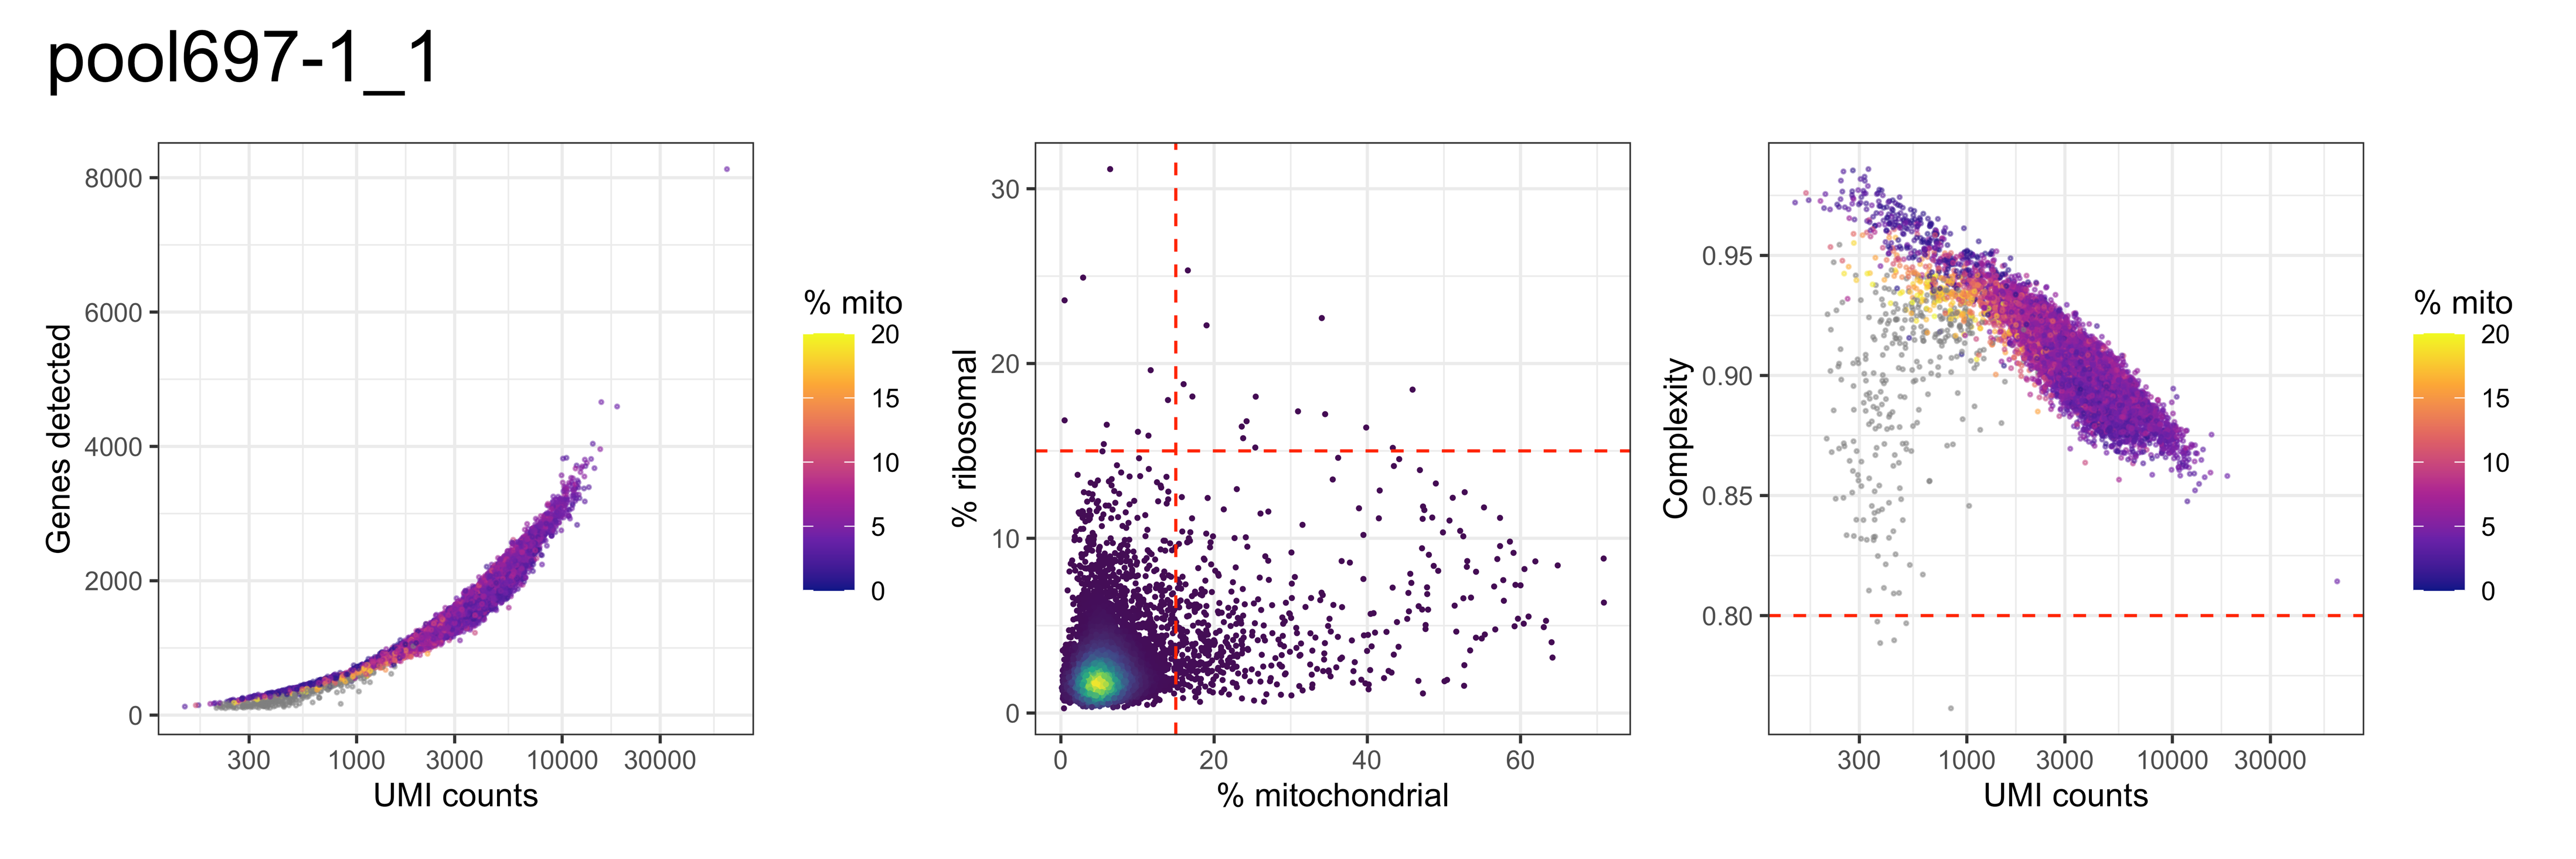 pool697-1_1
Genes detected
8000
6000
4000
2000
0
300 1000 3000 10000 30000
UMI counts
% mito
20
15
10
5
0
% ribosomal
30
20
10
0
0 20 40 60
% mitochondrial
Complexity
0.95
0.90
0.85
0.80
300 1000 3000 10000 30000
UMI counts
% mito
20
15
10
5
0